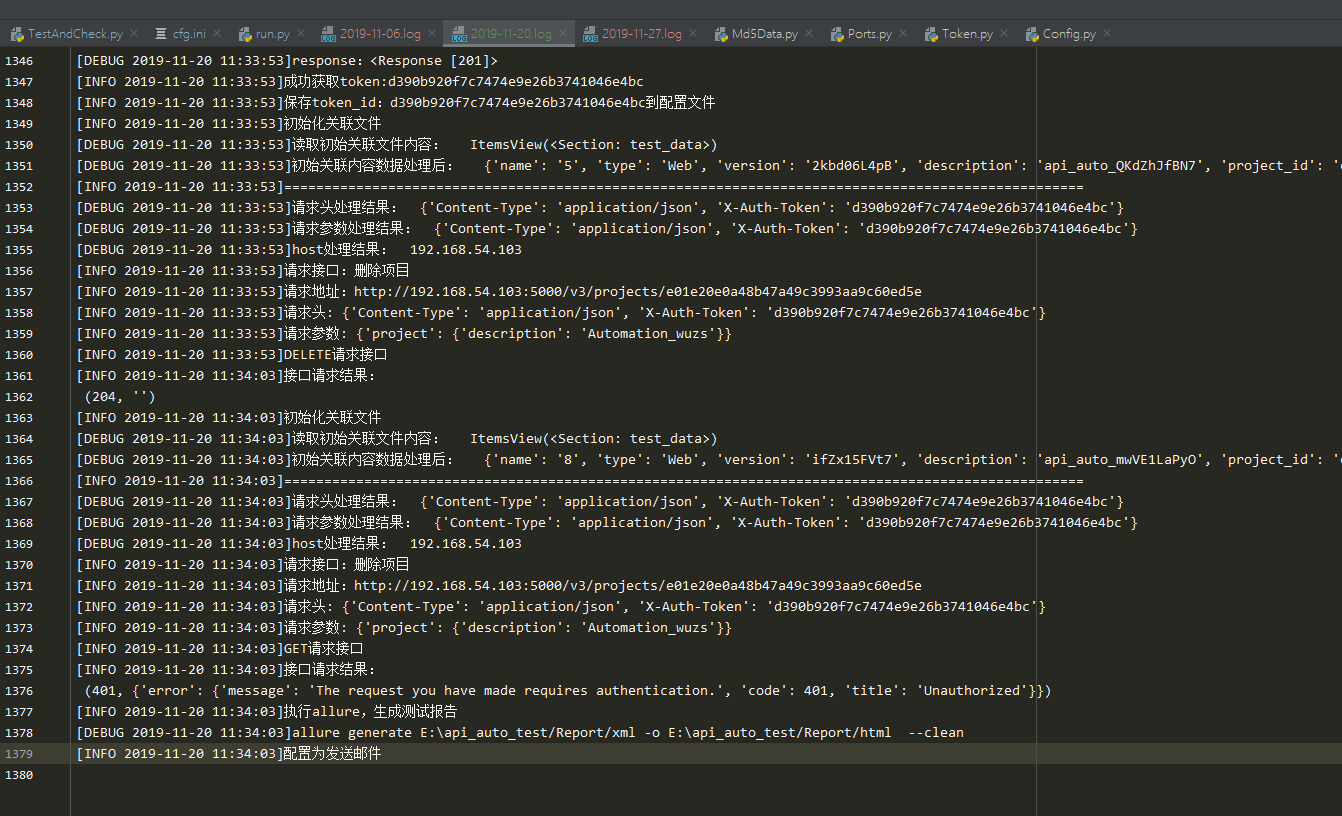 TestAndCheck.py cfg.ini run.py 2019-11-06.log 2019-11-20.log 2019-11-27.log Md5Data.py Ports.py Token.py Config.py
1346 [DEBUG 2019-11-20 11:33:53]response：<Response [201]>
1347 [INFO 2019-11-20 11:33:53]成功获取token:d390b920f7c7474e9e26b3741046e4bc
1348 [INFO 2019-11-20 11:33:53]保存token_id：d390b920f7c7474e9e26b3741046e4bc到配置文件
1349 [INFO 2019-11-20 11:33:53]初始化关联文件
1350 [DEBUG 2019-11-20 11:33:53]读取初始关联文件内容： ItemsView(<Section: test_data>)
1351 [DEBUG 2019-11-20 11:33:53]初始关联内容数据处理后： {'name': '5', 'type': 'Web', 'version': '2kbd06L4pB', 'description': 'api_auto_QKdZhJfBN7', 'project_id': '
1352 [INFO 2019-11-20 11:33:53]====================================================================================================
1353 [DEBUG 2019-11-20 11:33:53]请求头处理结果： {'Content-Type': 'application/json', 'X-Auth-Token': 'd390b920f7c7474e9e26b3741046e4bc'}
1354 [DEBUG 2019-11-20 11:33:53]请求参数处理结果： {'Content-Type': 'application/json', 'X-Auth-Token': 'd390b920f7c7474e9e26b3741046e4bc'}
1355 [DEBUG 2019-11-20 11:33:53]host处理结果： 192.168.54.103
1356 [INFO 2019-11-20 11:33:53]请求接口：删除项目
1357 [INFO 2019-11-20 11:33:53]请求地址：http://192.168.54.103:5000/v3/projects/e01e20e0a48b47a49c3993aa9c60ed5e
1358 [INFO 2019-11-20 11:33:53]请求头：{'Content-Type': 'application/json', 'X-Auth-Token': 'd390b920f7c7474e9e26b3741046e4bc'}
1359 [INFO 2019-11-20 11:33:53]请求参数：{'project': {'description': 'Automation_wuzs'}}
1360 [INFO 2019-11-20 11:33:53]DELETE请求接口
1361 [INFO 2019-11-20 11:34:03]接口请求结果：
1362 (204, '')
1363 [INFO 2019-11-20 11:34:03]初始化关联文件
1364 [DEBUG 2019-11-20 11:34:03]读取初始关联文件内容： ItemsView(<Section: test_data>)
1365 [DEBUG 2019-11-20 11:34:03]初始关联内容数据处理后： {'name': '8', 'type': 'Web', 'version': 'ifZx15FVt7', 'description': 'api_auto_mwVE1LaPyO', 'project_id': '
1366 [INFO 2019-11-20 11:34:03]====================================================================================================
1367 [DEBUG 2019-11-20 11:34:03]请求头处理结果： {'Content-Type': 'application/json', 'X-Auth-Token': 'd390b920f7c7474e9e26b3741046e4bc'}
1368 [DEBUG 2019-11-20 11:34:03]请求参数处理结果： {'Content-Type': 'application/json', 'X-Auth-Token': 'd390b920f7c7474e9e26b3741046e4bc'}
1369 [DEBUG 2019-11-20 11:34:03]host处理结果： 192.168.54.103
1370 [INFO 2019-11-20 11:34:03]请求接口：删除项目
1371 [INFO 2019-11-20 11:34:03]请求地址：http://192.168.54.103:5000/v3/projects/e01e20e0a48b47a49c3993aa9c60ed5e
1372 [INFO 2019-11-20 11:34:03]请求头：{'Content-Type': 'application/json', 'X-Auth-Token': 'd390b920f7c7474e9e26b3741046e4bc'}
1373 [INFO 2019-11-20 11:34:03]请求参数：{'project': {'description': 'Automation_wuzs'}}
1374 [INFO 2019-11-20 11:34:03]GET请求接口
1375 [INFO 2019-11-20 11:34:03]接口请求结果：
1376 (401, {'error': {'message': 'The request you have made requires authentication.', 'code': 401, 'title': 'Unauthorized'}})
1377 [INFO 2019-11-20 11:34:03]执行allure，生成测试报告
1378 [DEBUG 2019-11-20 11:34:03]allure generate E:\api_auto_test/Report/xml -o E:\api_auto_test/Report/html --clean
1379 [INFO 2019-11-20 11:34:03]配置为发送邮件
1380